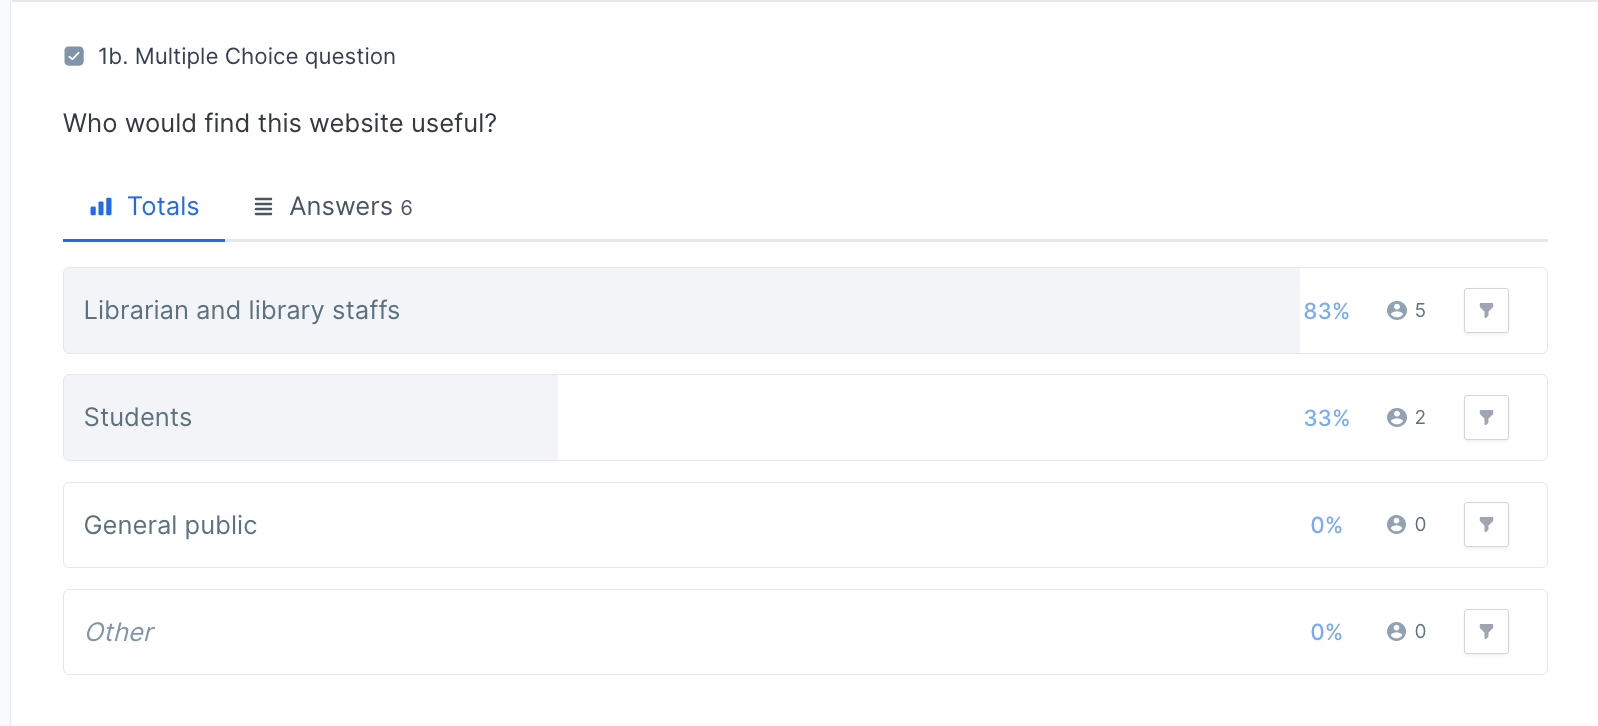 1b. Multiple Choice question
Who would find this website useful?
Totals Answers 6
Librarian and library staffs 83% 5
Students 33% 2
General public 0% 0
Other 0% 0